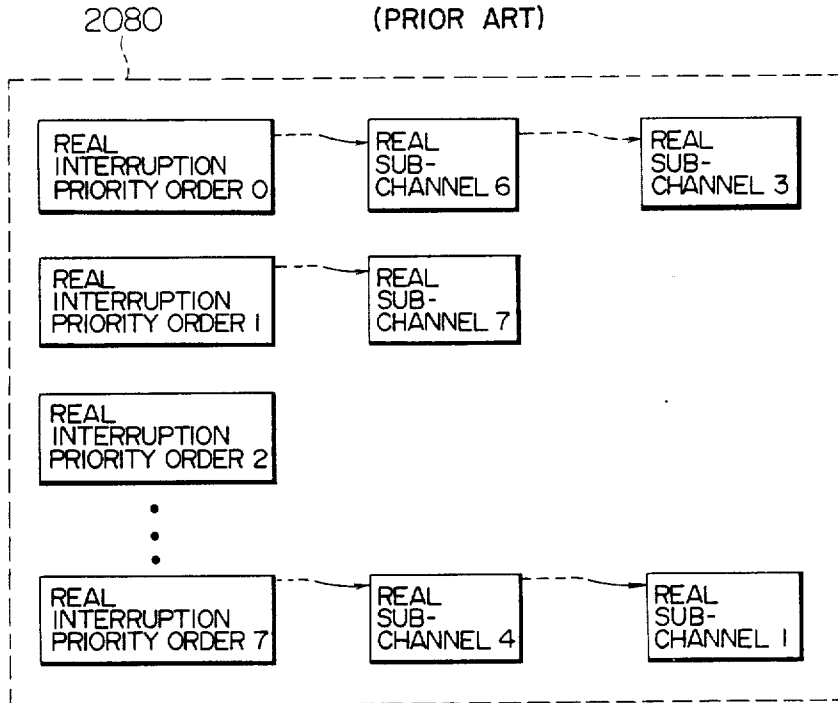 2080
(PRIOR ART)
REAL
INTERRUPTION
PRIORITY ORDER 0
REAL
SUB-
CHANNEL 6
REAL
SUB-
CHANNEL 3
REAL
INTERRUPTION
PRIORITY ORDER 1
REAL
SUB-
CHANNEL 7
REAL
INTERRUPTION
PRIORITY ORDER 2
REAL
INTERRUPTION
PRIORITY ORDER 7
REAL
SUB-
CHANNEL 4
REAL
SUB-
CHANNEL 1